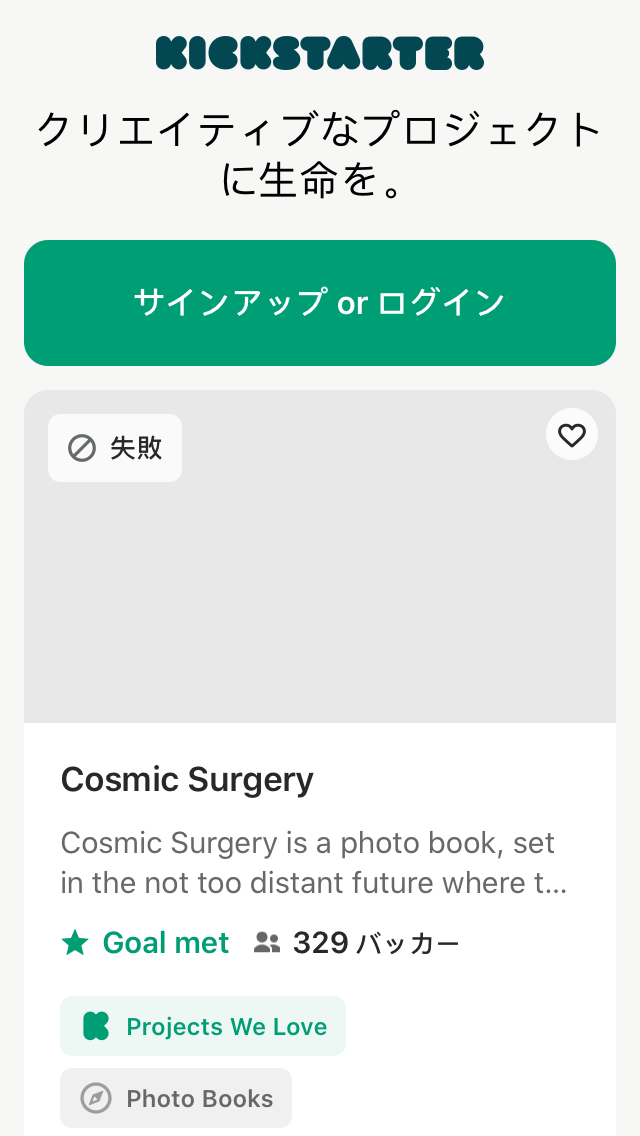 KICKSTARTER
クリエイティブなプロジェクト
に生命を。
サインアップ or ログイン
失敗
Cosmic Surgery
Cosmic Surgery is a photo book, set
in the not too distant future where t...
Goal met 329 バッカー
Projects We Love
Photo Books